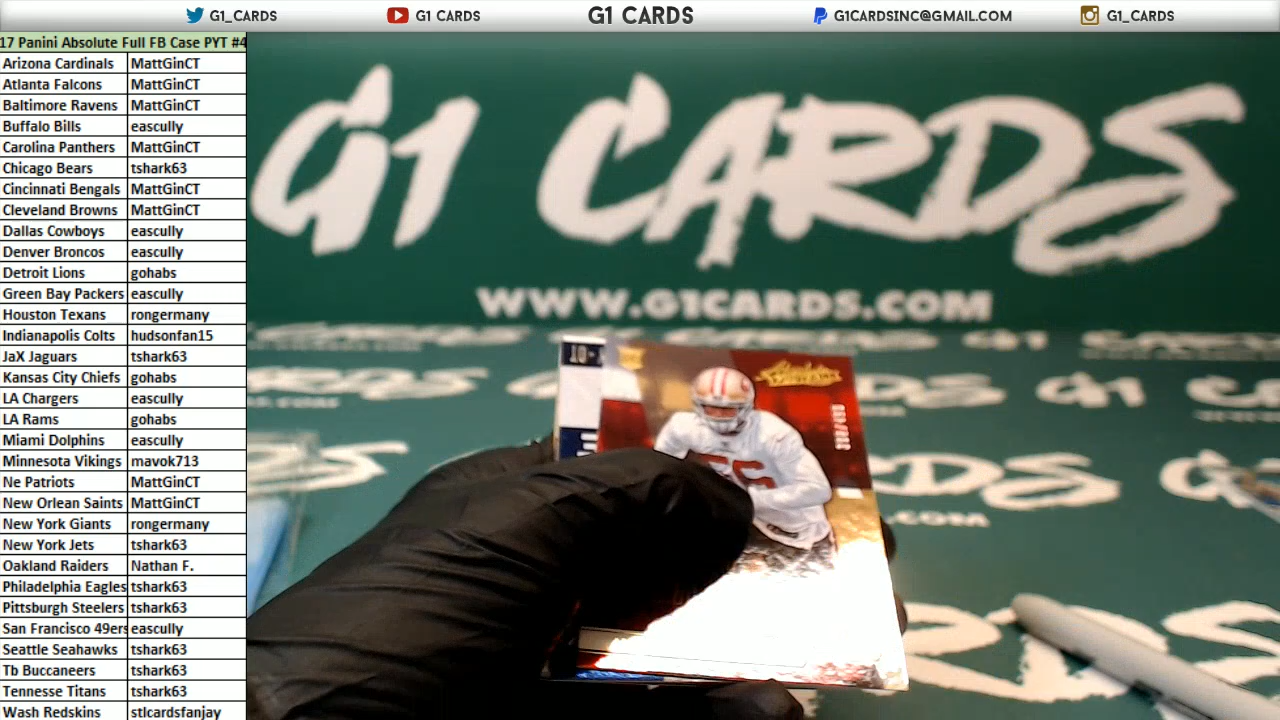 G1_CARDS
G1 CARDS
G1 CARDS
G1CARDSINC@GMAIL.COM
G1_CARDS
17 Panini Absolute Full FB Case PYT #4
Arizona Cardinals MattGinCT
Atlanta Falcons MattGinCT
Baltimore Ravens MattGinCT
Buffalo Bills eascully
Carolina Panthers MattGinCT
Chicago Bears tshark63
Cincinnati Bengals MattGinCT
Cleveland Browns MattGinCT
Dallas Cowboys eascully
Denver Broncos eascully
Detroit Lions gohabs
Green Bay Packers eascully
Houston Texans rongermany
Indianapolis Colts hudsonfan15
JaX Jaguars tshark63
Kansas City Chiefs gohabs
LA Chargers eascully
LA Rams gohabs
Miami Dolphins eascully
Minnesota Vikings mavok713
Ne Patriots MattGinCT
New Orlean Saints MattGinCT
New York Giants rongermany
New York Jets tshark63
Oakland Raiders Nathan F.
Philadelphia Eagles tshark63
Pittsburgh Steelers tshark63
San Francisco 49ers eascully
Seattle Seahawks tshark63
Tb Buccaneers tshark63
Tennesse Titans tshark63
Wash Redskins stlcardsfanjay
G1 CARDS
WWW.G1CARDS.COM